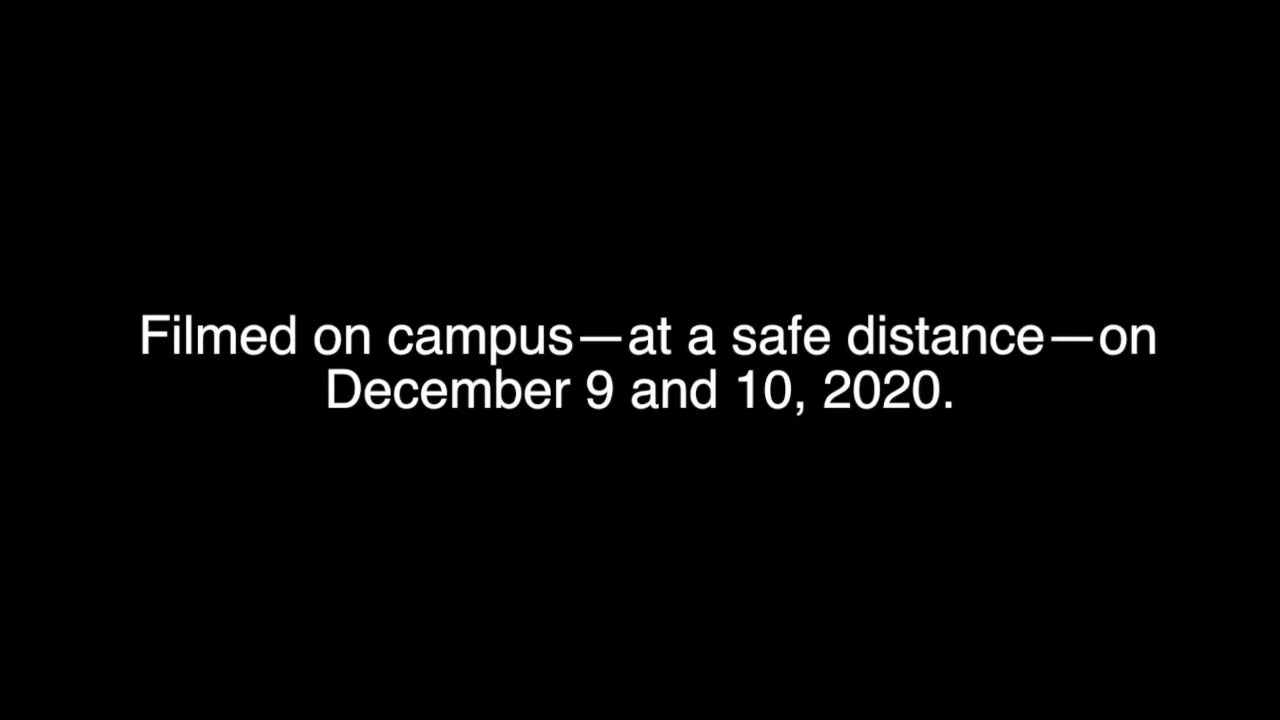 Filmed on campus—at a safe distance—on
December 9 and 10, 2020.